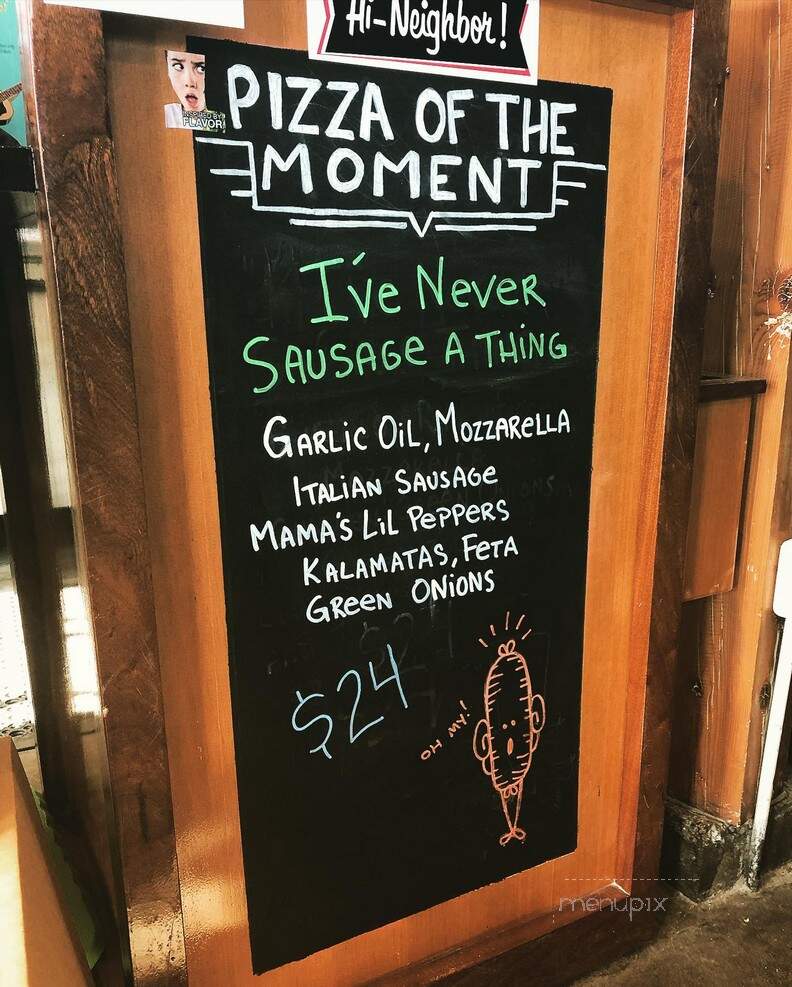 Hi-Neighbor!
INSPIRED BY
FLAVOR!
PIZZA OF THE
MOMENT
I've Never
SAUSAGe A THiNG
GARLiC OiL, MOZZARELLA
ITALiAN SAUSAGe
MAMA'S LiL PePPeRS
KALAMATAS, FeTA
GReeN ONiONS
$24
OH MY!
menupix